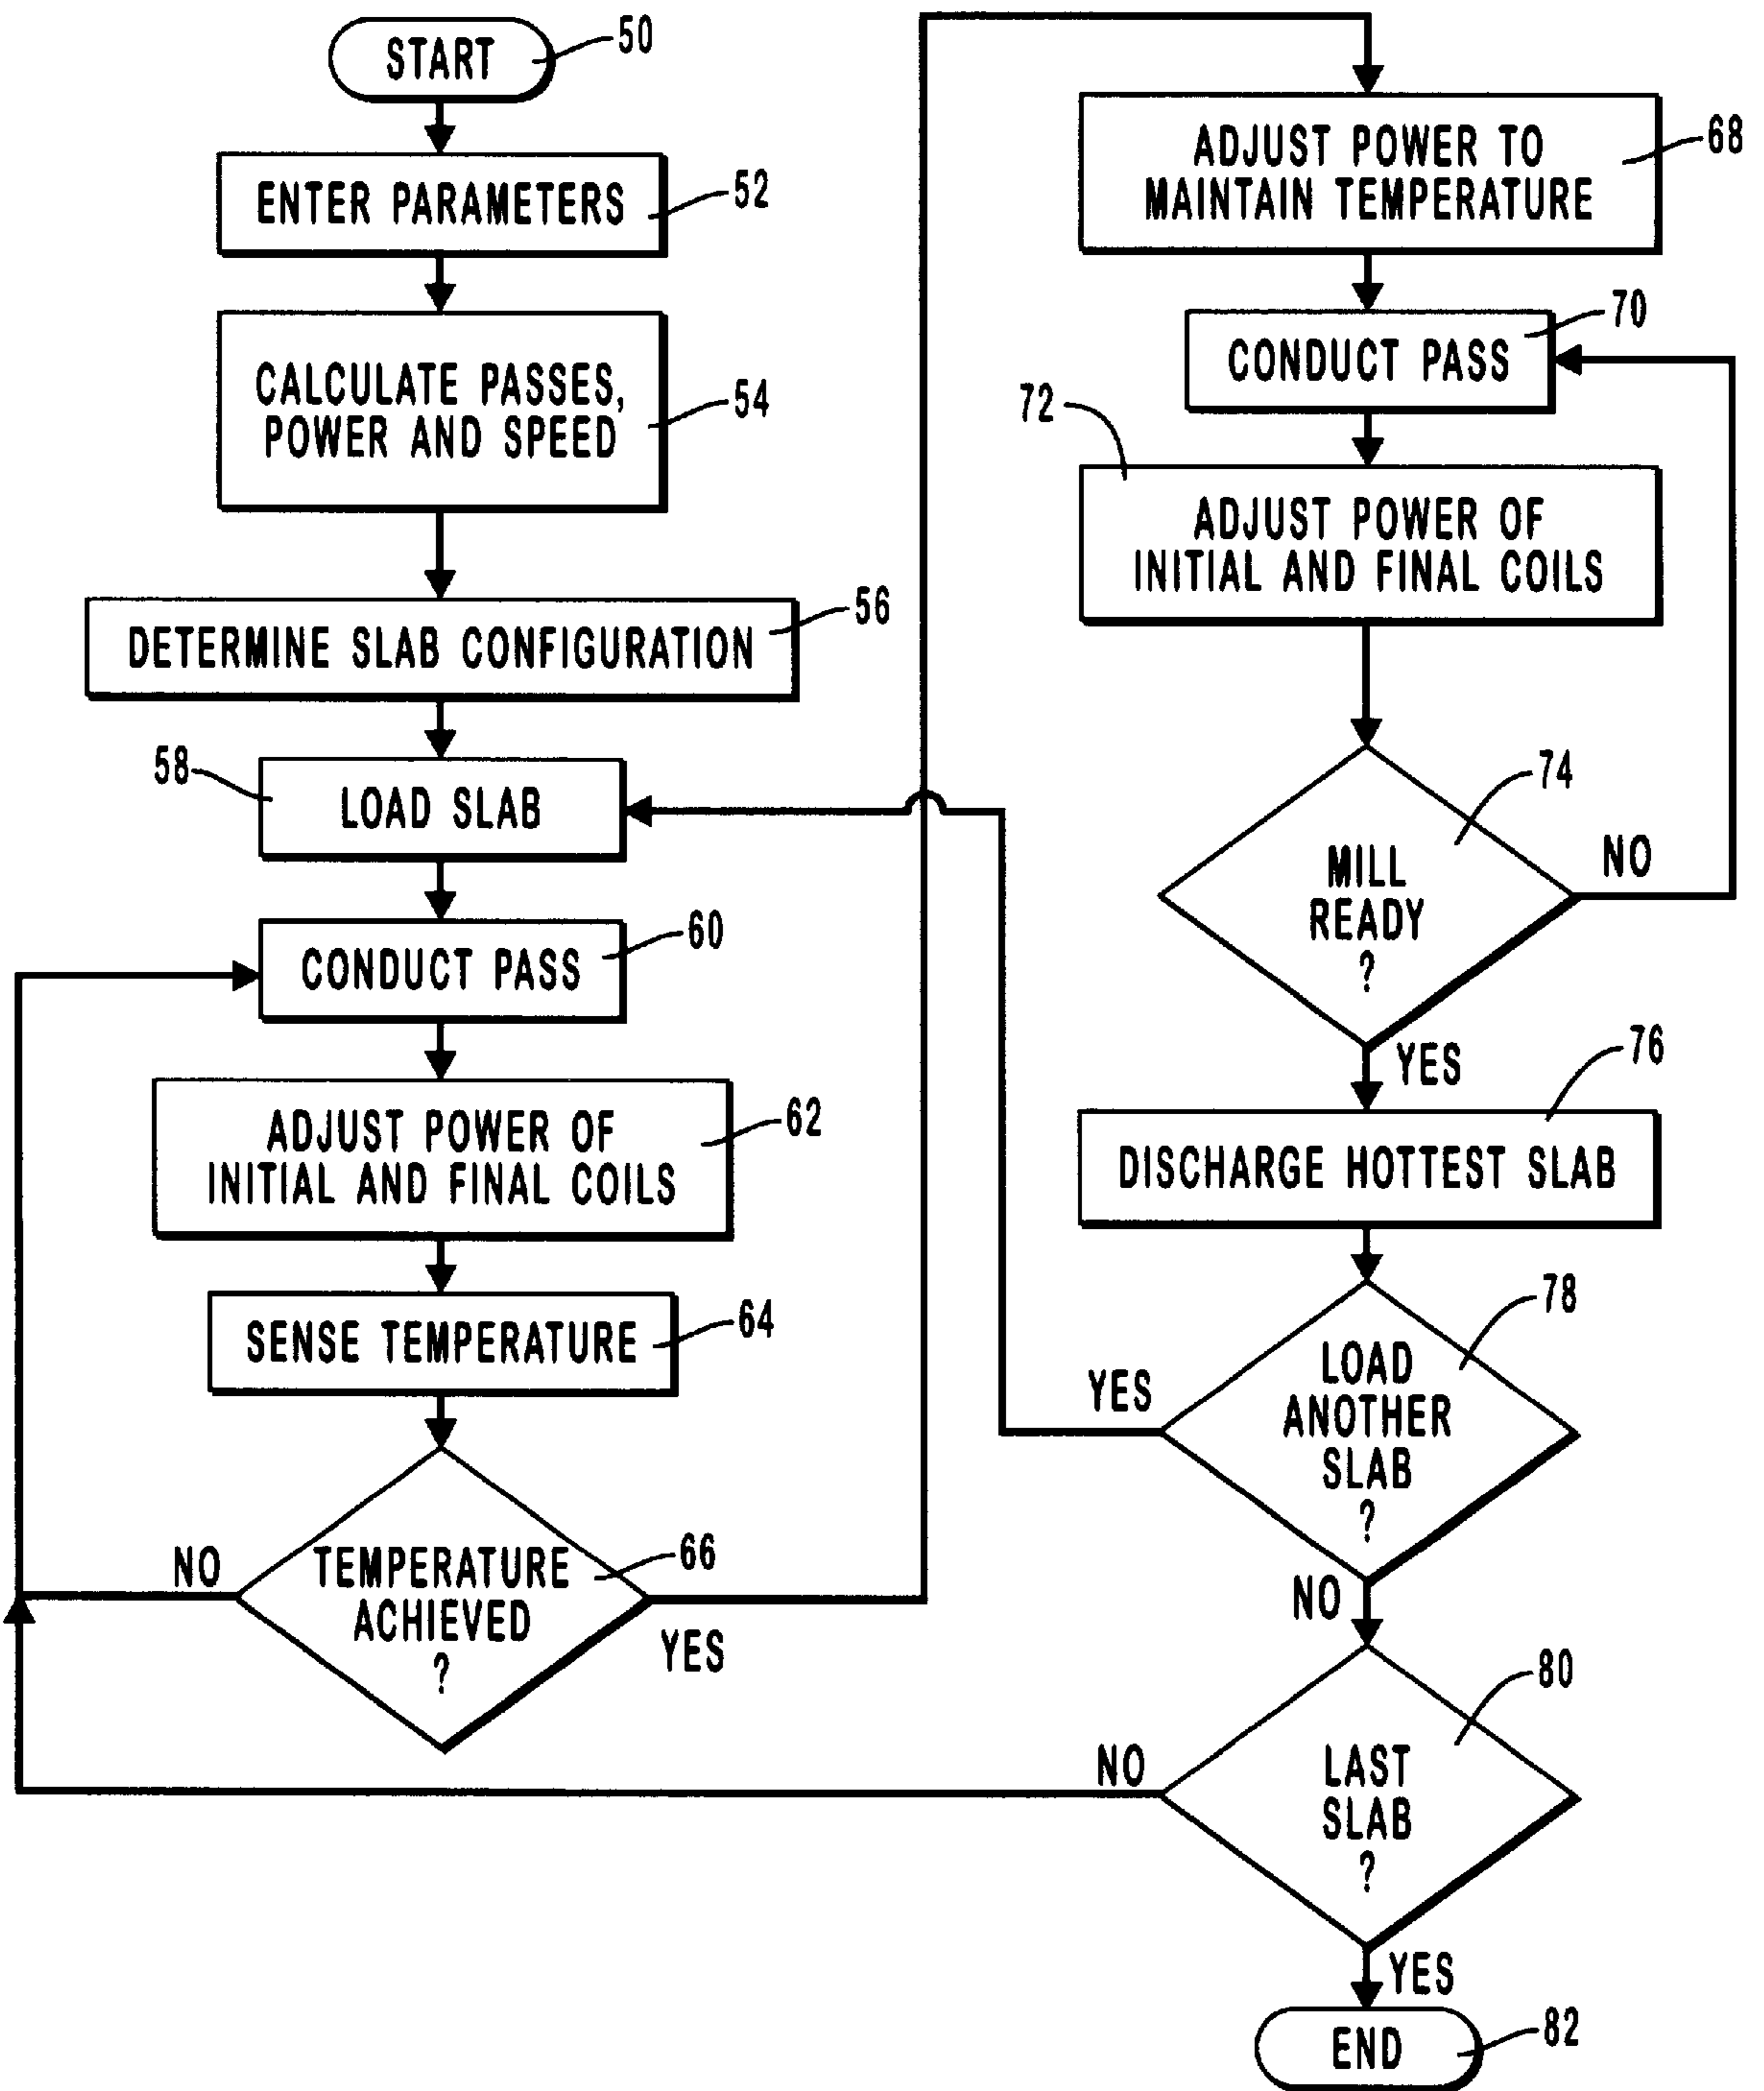 START
50
ENTER PARAMETERS
52
CALCULATE PASSES,
POWER AND SPEED
54
DETERMINE SLAB CONFIGURATION
56
58
LOAD SLAB
CONDUCT PASS
60
ADJUST POWER OF
INITIAL AND FINAL COILS
62
SENSE TEMPERATURE
64
TEMPERATURE
ACHIEVED
?
66
NO
YES
ADJUST POWER TO
MAINTAIN TEMPERATURE
68
CONDUCT PASS
70
72
ADJUST POWER OF
INITIAL AND FINAL COILS
MILL
READY
?
74
NO
YES
DISCHARGE HOTTEST SLAB
76
LOAD
ANOTHER
SLAB
?
78
YES
NO
LAST
SLAB
?
80
NO
YES
END
82